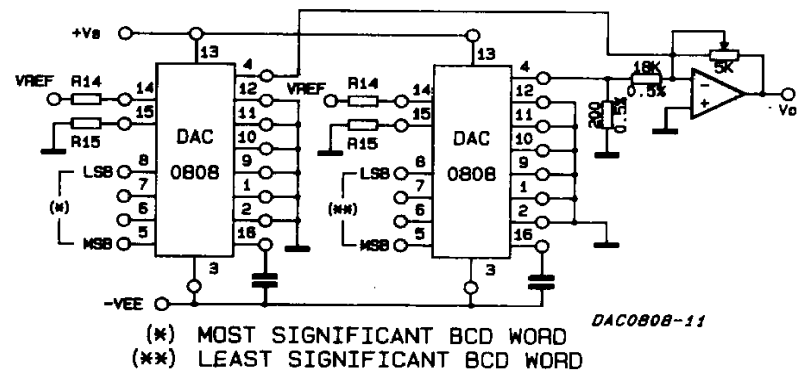 +Vs
13
4
12
11
10
9
1
2
16
3
VREF
R14
14
15
R15
DAC
0808
LSB
8
7
6
MSB
5
(*)
13
4
12
11
10
9
1
2
16
3
VREF
R14
14
15
R15
DAC
0808
LSB
8
7
6
MSB
5
(**)
18K
0.5%
200
0.5%
5K
-
+
Vo
-VEE
DAC0808-11
(*) MOST SIGNIFICANT BCD WORD
(**) LEAST SIGNIFICANT BCD WORD